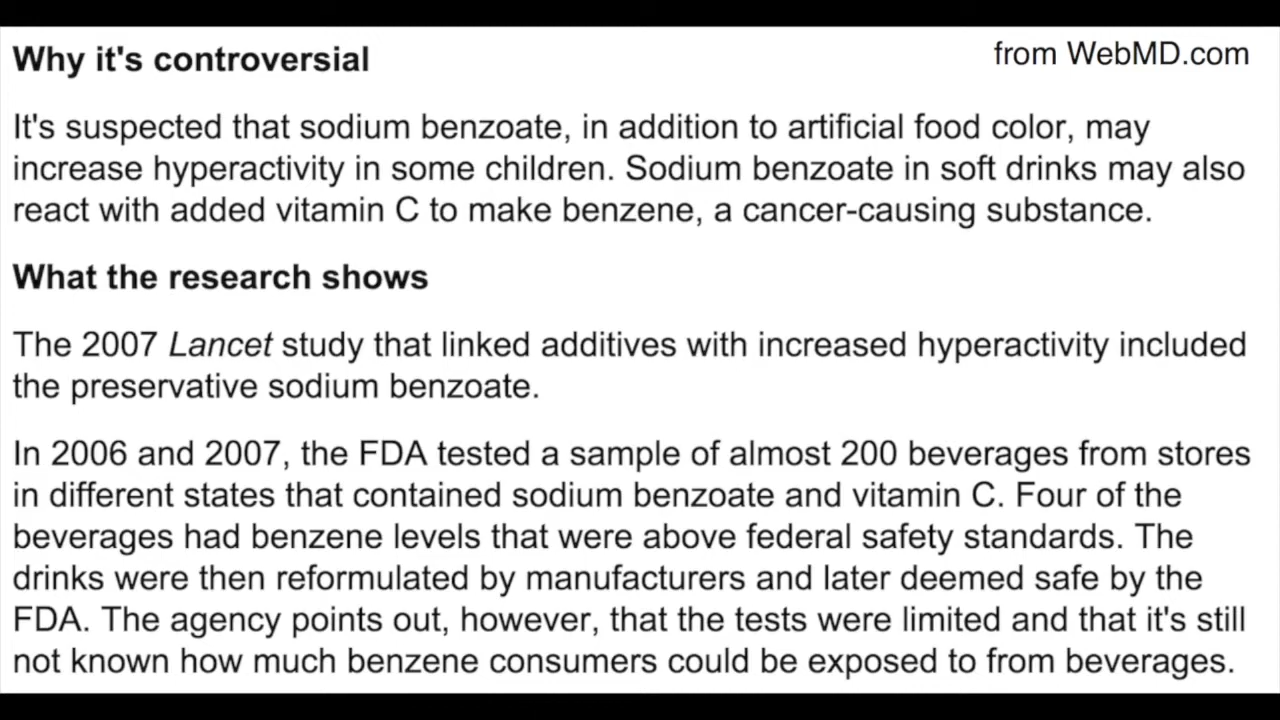 Why it's controversial
from WebMD.com
It's suspected that sodium benzoate, in addition to artificial food color, may
increase hyperactivity in some children. Sodium benzoate in soft drinks may also
react with added vitamin C to make benzene, a cancer-causing substance.
What the research shows
The 2007 Lancet study that linked additives with increased hyperactivity included
the preservative sodium benzoate.
In 2006 and 2007, the FDA tested a sample of almost 200 beverages from stores
in different states that contained sodium benzoate and vitamin C. Four of the
beverages had benzene levels that were above federal safety standards. The
drinks were then reformulated by manufacturers and later deemed safe by the
FDA. The agency points out, however, that the tests were limited and that it's still
not known how much benzene consumers could be exposed to from beverages.